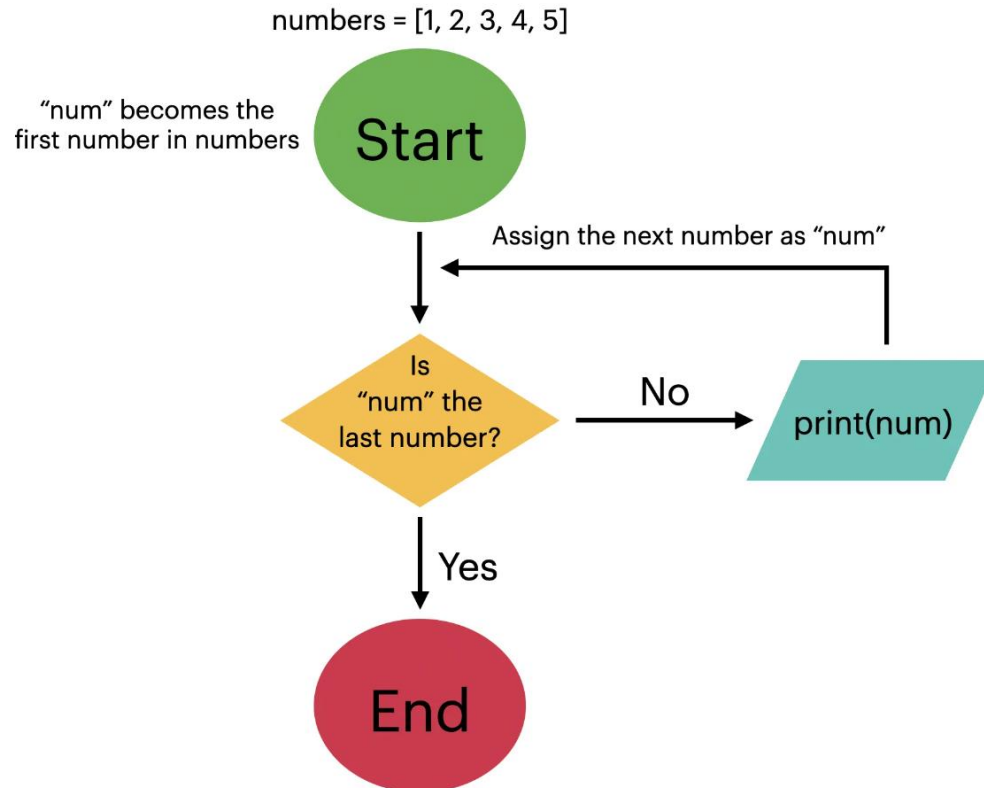 numbers = [1, 2, 3, 4, 5]
“num” becomes the
first number in numbers
Start
Assign the next number as “num”
Is
“num” the
last number?
No
print(num)
Yes
End